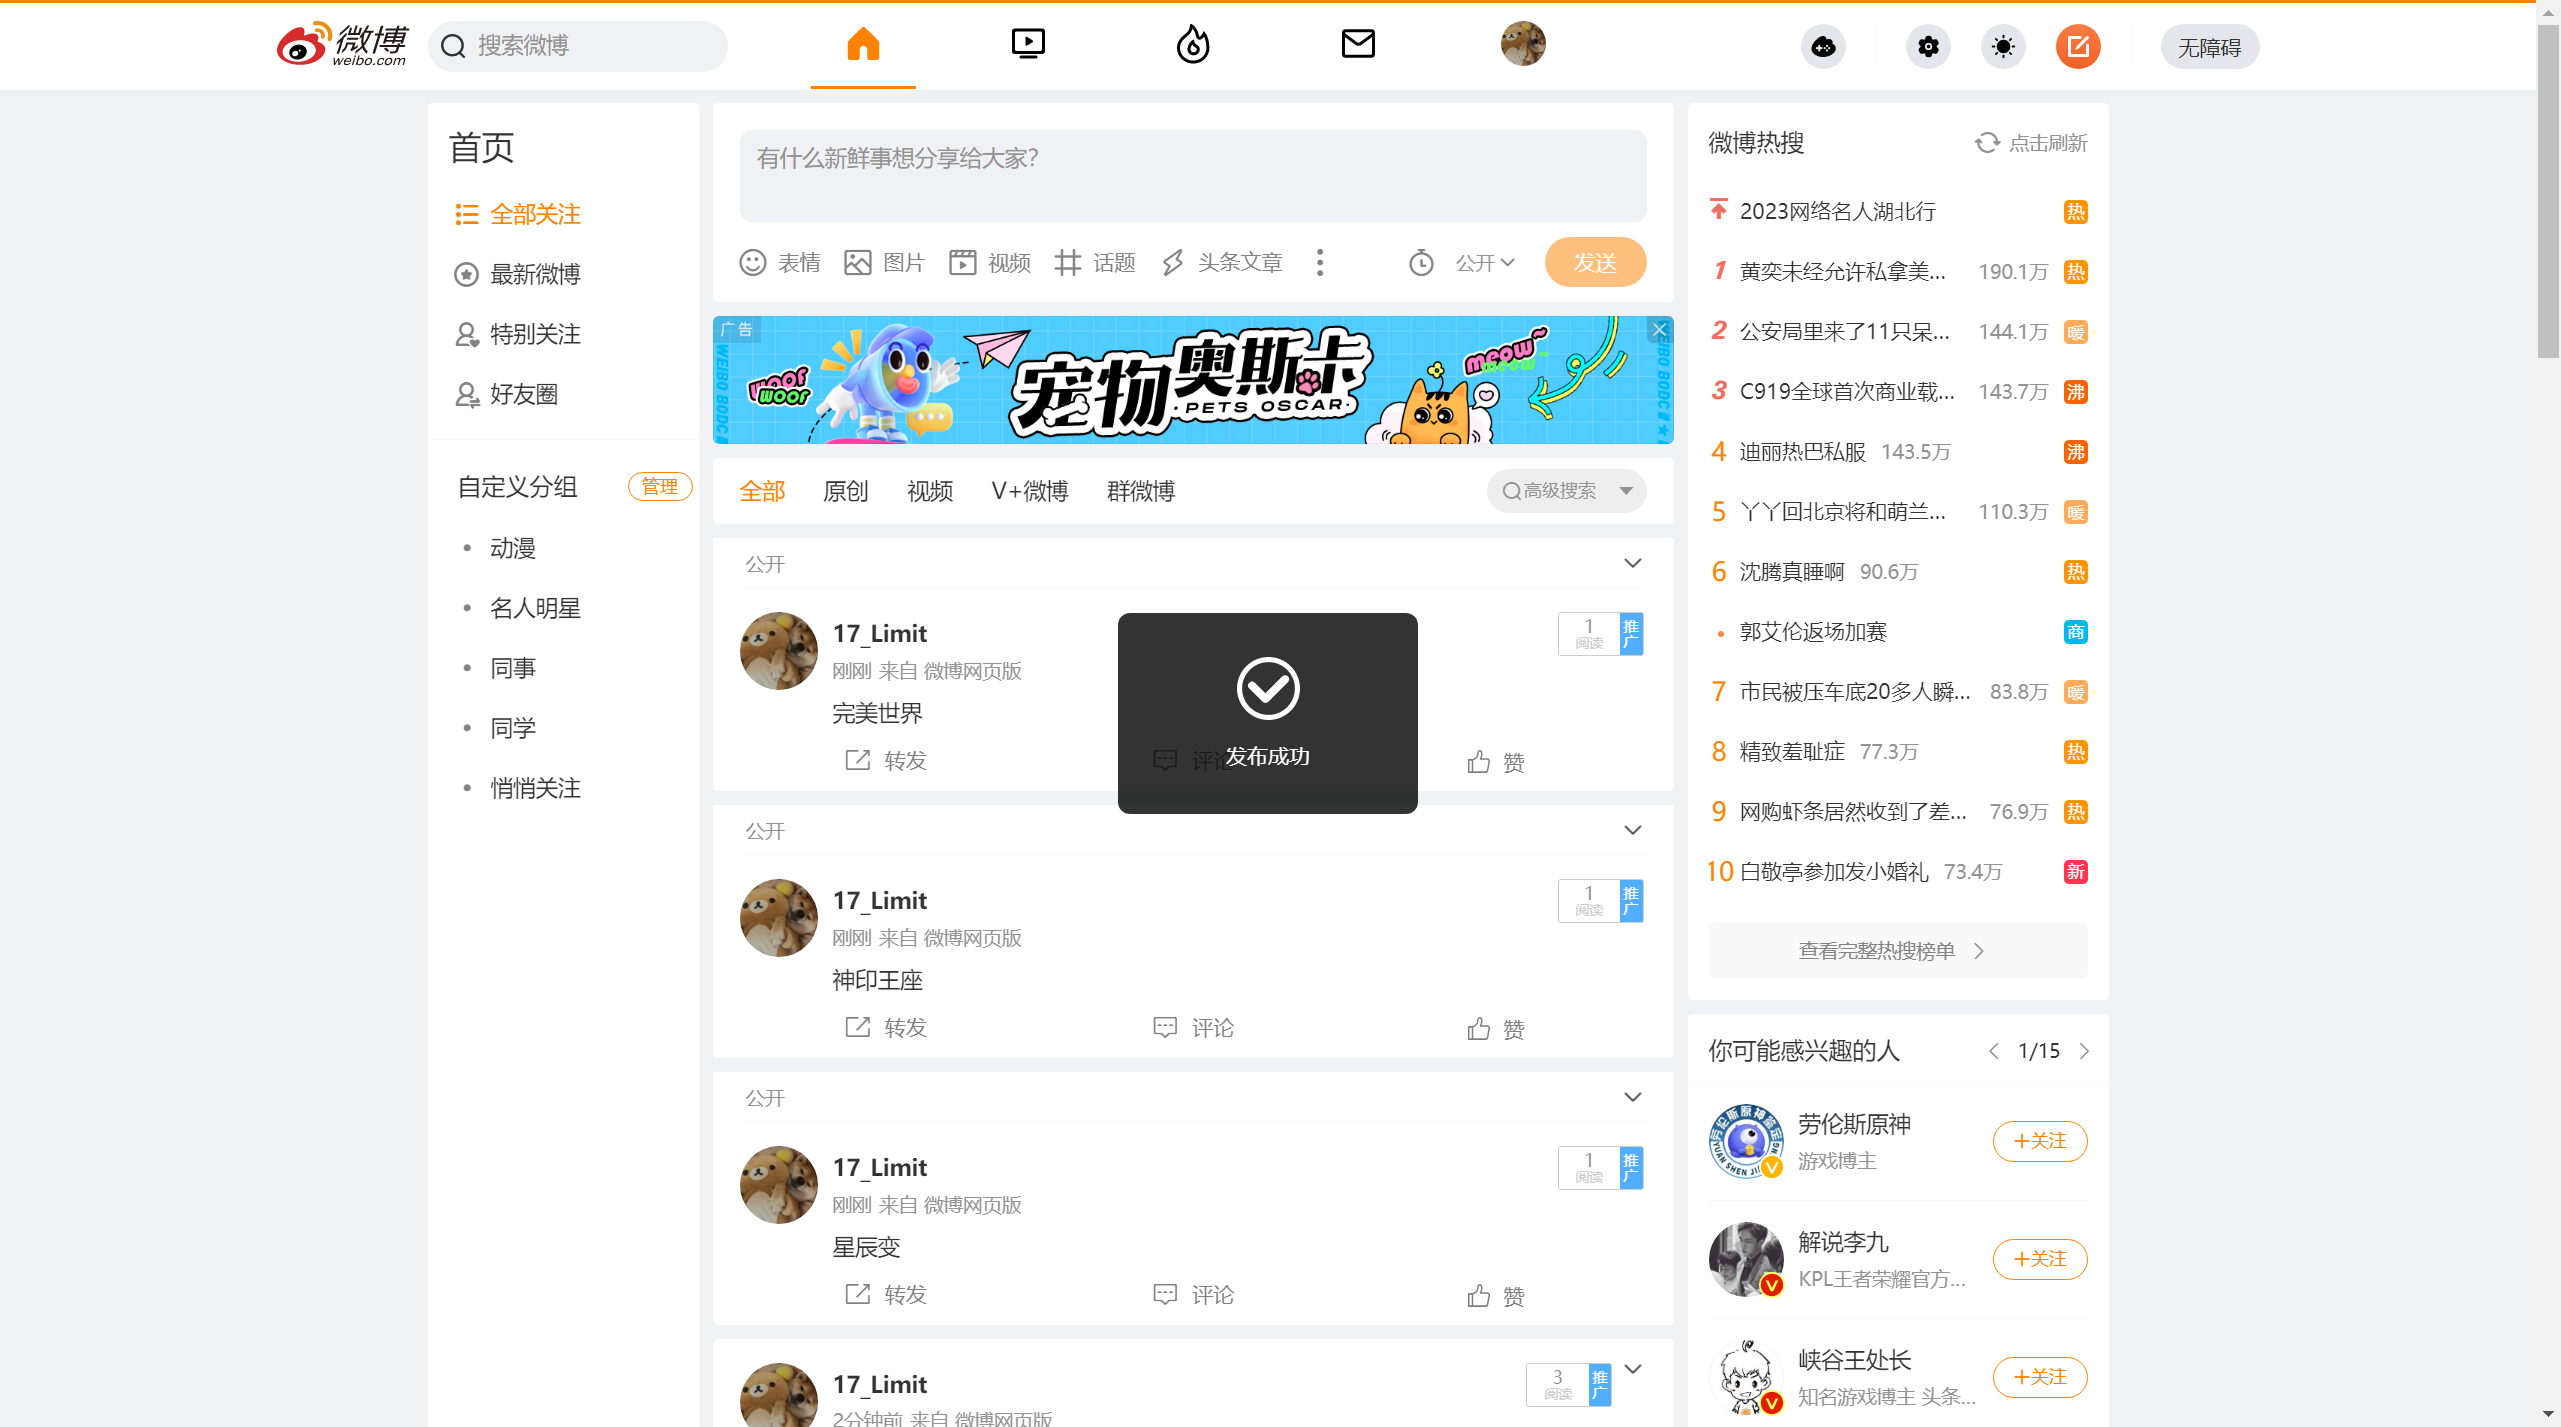 微博
weibo.com
搜索微博
无障碍
首页
全部关注
最新微博
特别关注
好友圈
自定义分组
管理
动漫
名人明星
同事
同学
悄悄关注
有什么新鲜事想分享给大家?
表情
图片
视频
话题
头条文章
公开
发送
广告
WEIBO BODC
woof
woof
宠物奥斯卡
·PETS OSCAR·
meow~
meow~
WEIBO BODC
全部
原创
视频
V+微博
群微博
高级搜索
公开
17_Limit
刚刚 来自 微博网页版
1
阅读
推广
完美世界
转发
评论
赞
发布成功
公开
17_Limit
刚刚 来自 微博网页版
1
阅读
推广
神印王座
转发
评论
赞
公开
17_Limit
刚刚 来自 微博网页版
1
阅读
推广
星辰变
转发
评论
赞
17_Limit
2分钟前 来自 微博网页版
3
阅读
推广
微博热搜
点击刷新
2023网络名人湖北行 热
1 黄奕未经允许私拿美... 190.1万 热
2 公安局里来了11只呆... 144.1万 暖
3 C919全球首次商业载... 143.7万 沸
4 迪丽热巴私服 143.5万 沸
5 丫丫回北京将和萌兰... 110.3万 暖
6 沈腾真睡啊 90.6万 热
• 郭艾伦返场加赛 商
7 市民被压车底20多人瞬... 83.8万 暖
8 精致羞耻症 77.3万 热
9 网购虾条居然收到了差... 76.9万 热
10 白敬亭参加发小婚礼 73.4万 新
查看完整热搜榜单
你可能感兴趣的人
1/15
劳伦斯原神
游戏博主
+关注
解说李九
KPL王者荣耀官方...
+关注
峡谷王处长
知名游戏博主 头条...
+关注